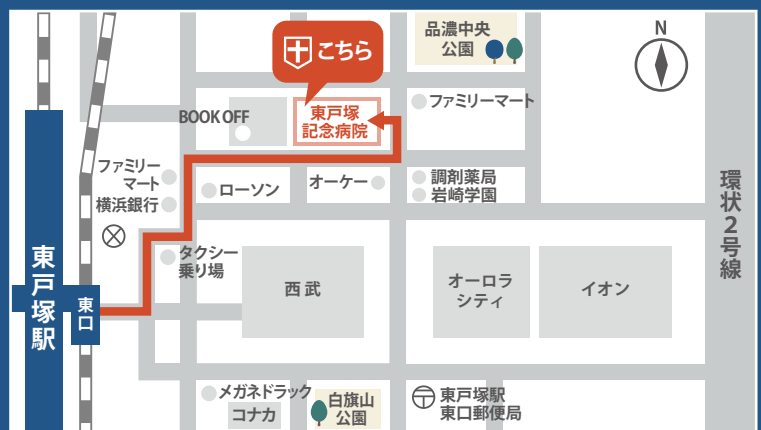 品濃中央
公園
N
こちら
BOOK OFF
東戸塚
記念病院
ファミリーマート
ファミリー
マート
横浜銀行
ローソン
オーケー
調剤薬局
岩崎学園
環状2号線
タクシー
乗り場
東戸塚駅
東口
西武
オーロラ
シティ
イオン
メガネドラッグ
コナカ
白旗山
公園
東戸塚駅
東口郵便局